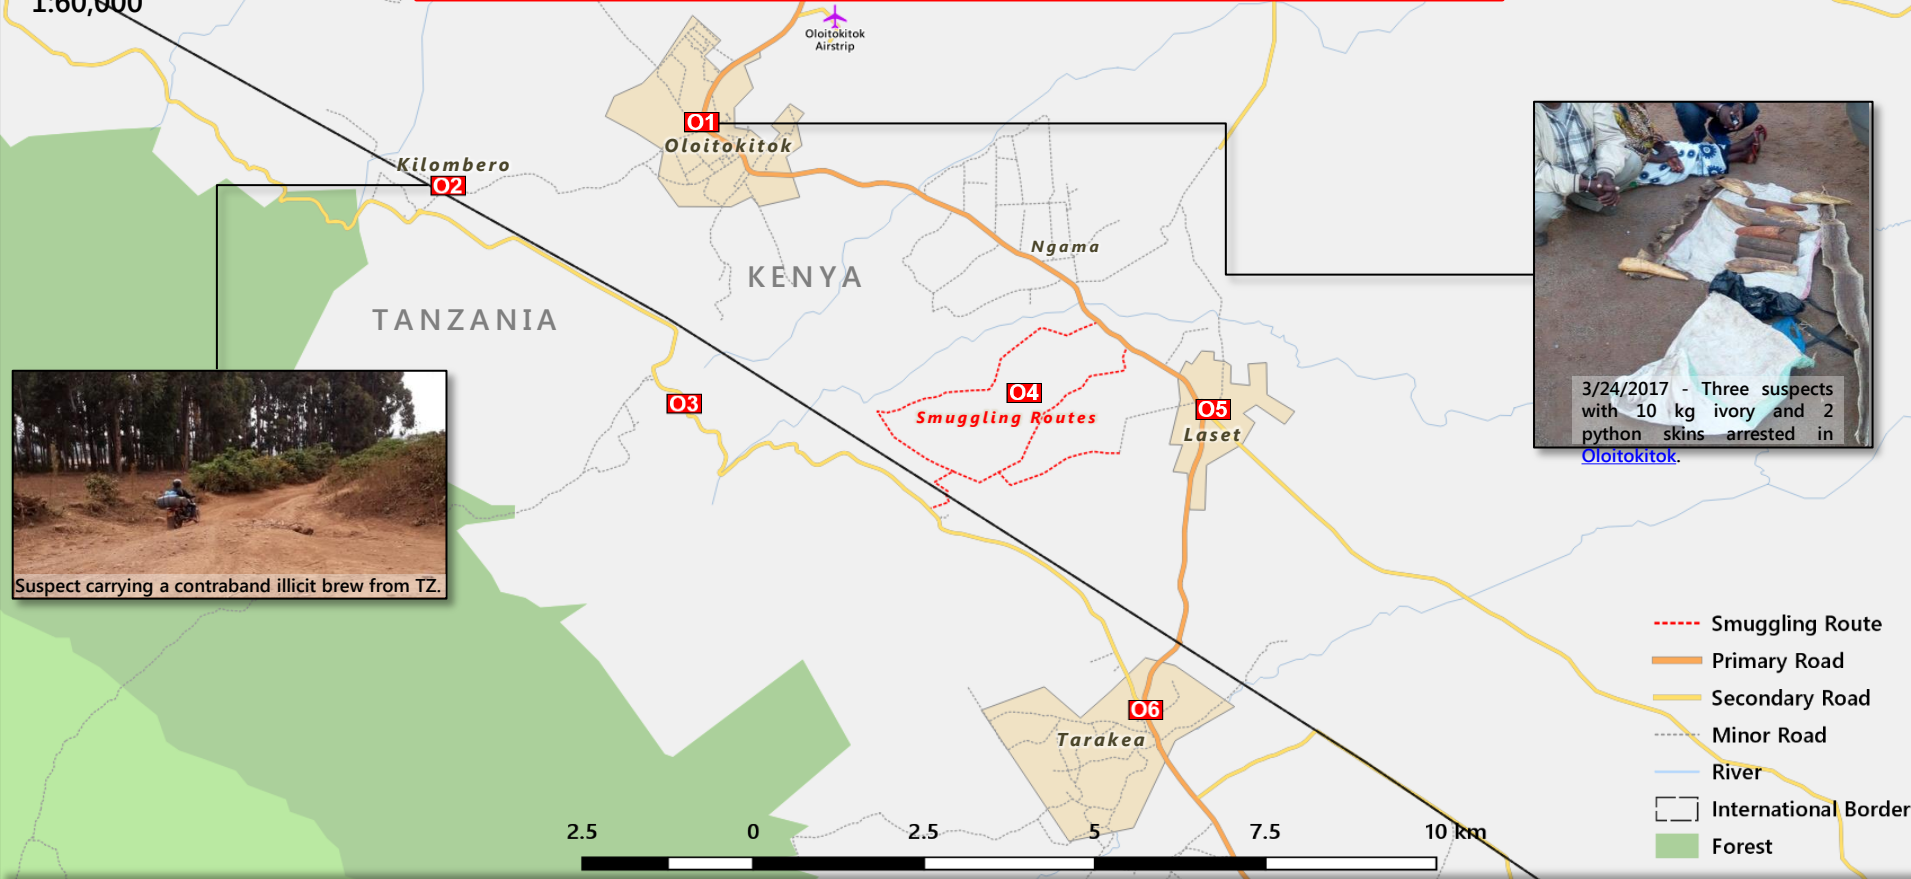 1:60,000
Oloitokitok
Airstrip
O1
Oloitokitok
Kilombero
O2
Ngama
KENYA
TANZANIA
O3
O4
Smuggling Routes
O5
Laset
3/24/2017 - Three suspects
with 10 kg ivory and 2
python skins arrested in
Oloitokitok.
Suspect carrying a contraband illicit brew from TZ.
O6
Tarakea
Smuggling Route
Primary Road
Secondary Road
Minor Road
River
International Border
Forest
2.5 0 2.5 5 7.5 10 km